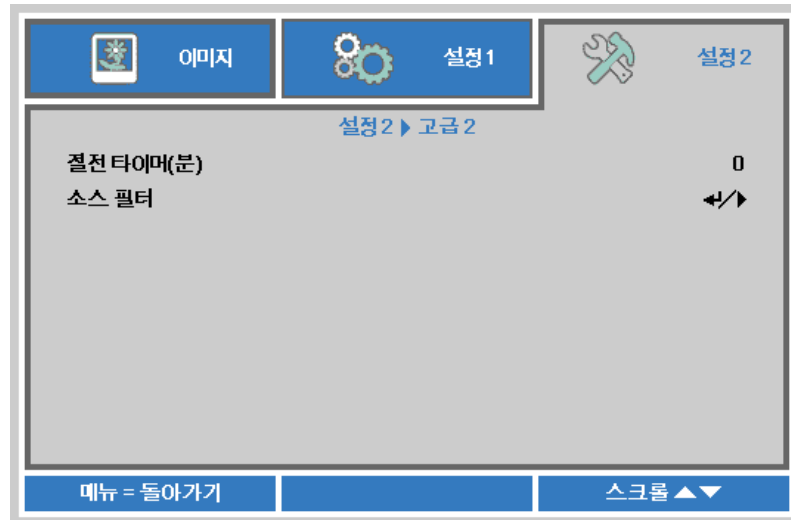 이미지
설정1
설정2
설정2 ▶ 고급2
절전 타이머(분) 0
소스 필터 ↵/▶
메뉴 = 돌아가기
스크롤 ▲▼